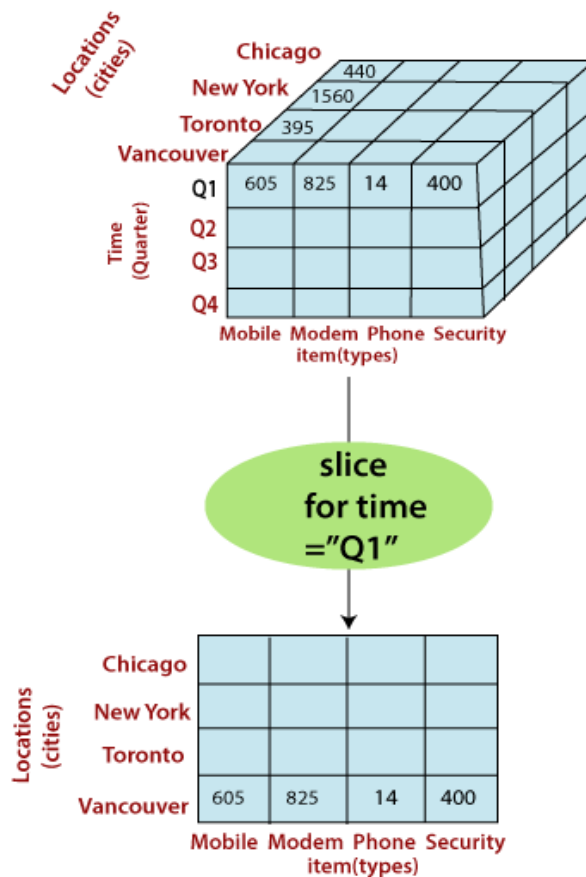 Locations
(cities)
Chicago
440
New York
1560
Toronto
395
Vancouver
Time
(Quarter)
Q1 605 825 14 400
Q2
Q3
Q4
Mobile Modem Phone Security
item(types)
slice
for time
="Q1"
Locations
(cities)
Chicago
New York
Toronto
Vancouver 605 825 14 400
Mobile Modem Phone Security
item(types)